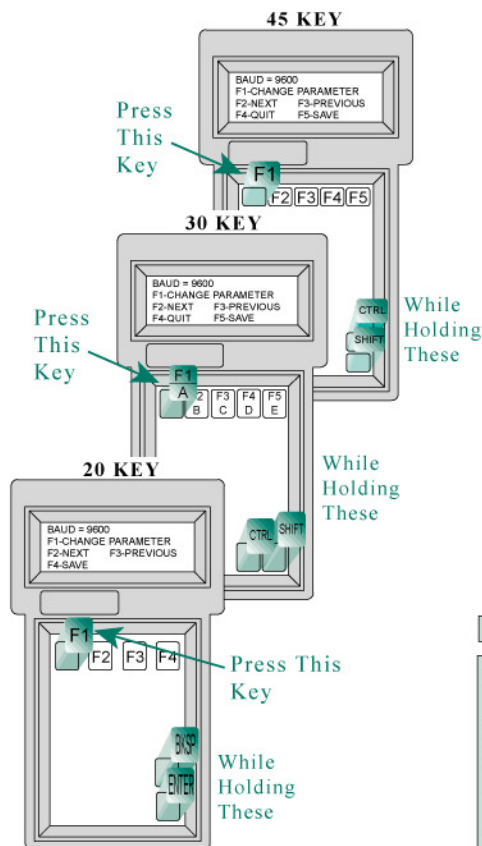 45 KEY
BAUD = 9600
F1-CHANGE PARAMETER
F2-NEXT F3-PREVIOUS
F4-QUIT F5-SAVE
Press
This
Key
F1
F2 F3 F4 F5
CTRL
SHIFT
While
Holding
These
30 KEY
BAUD = 9600
F1-CHANGE PARAMETER
F2-NEXT F3-PREVIOUS
F4-QUIT F5-SAVE
Press
This
Key
F1 2 F3 F4 F5
A B C D E
CTRL SHIFT
While
Holding
These
20 KEY
BAUD = 9600
F1-CHANGE PARAMETER
F2-NEXT F3-PREVIOUS
F4-SAVE
F1
F2 F3 F4
Press This
Key
BKSP
ENTER
While
Holding
These